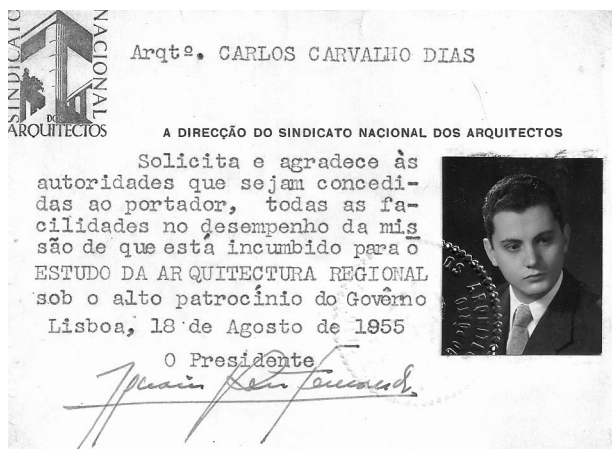 SINDICATO NACIONAL
DOS
ARQUITECTOS
Arqtº. CARLOS CARVALHO DIAS
A DIRECÇÃO DO SINDICATO NACIONAL DOS ARQUITECTOS
Solicita e agradece às
autoridades que sejam concedi-
das ao portador, todas as fa-
cilidades no desempenho da mis
são de que está incumbido para o
ESTUDO DA AR QUITECTURA REGIONAL
sob o alto patrocínio do Govêrno
Lisboa, 18 de Agosto de 1955
O Presidente